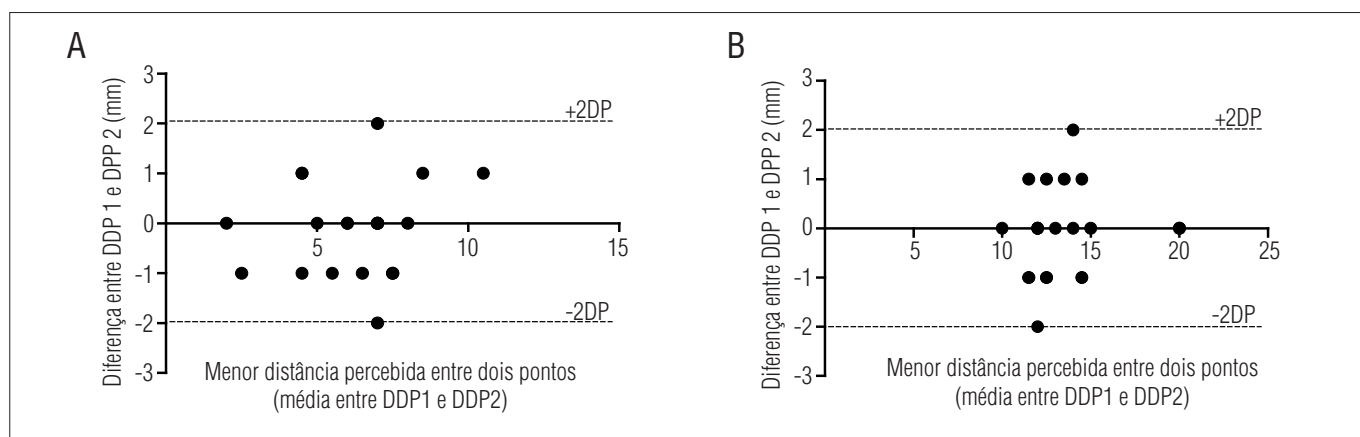 A
Diferença entre DDP 1 e DPP 2 (mm)
3
2
1
0
-1
-2
-3
+2DP
-2DP
5
10
15
Menor distância percebida entre dois pontos
(média entre DDP1 e DDP2)
B
Diferença entre DDP 1 e DPP 2 (mm)
3
2
1
0
-1
-2
-3
+2DP
-2DP
5
10
15
20
25
Menor distância percebida entre dois pontos
(média entre DDP1 e DDP2)